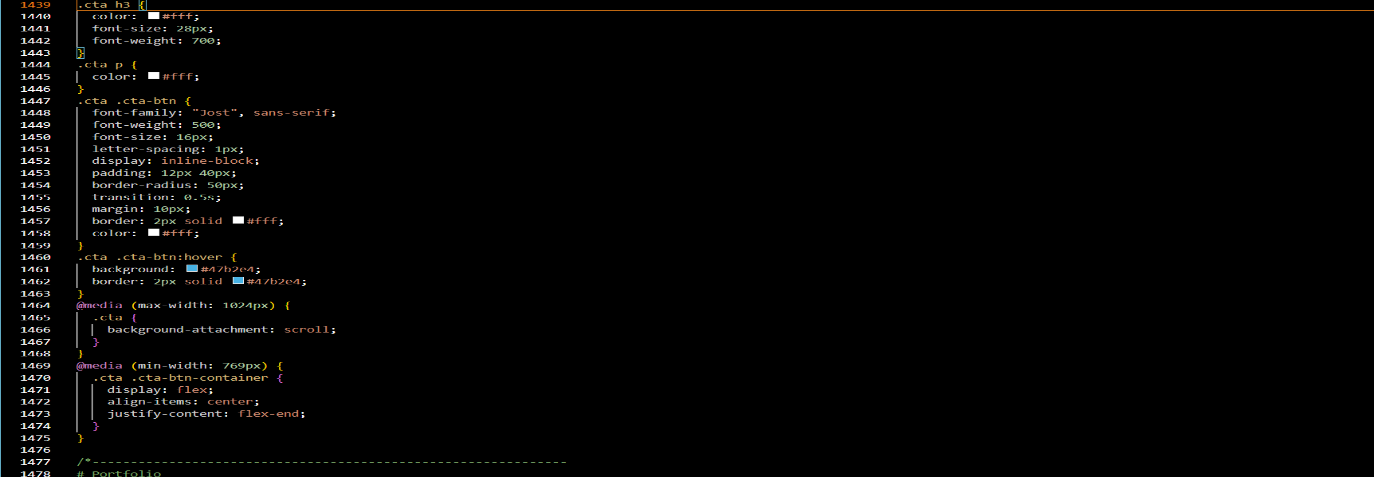 1439 .cta h3 {
1440 color: #fff;
1441 font-size: 28px;
1442 font-weight: 700;
1443 }
1444 .cta p {
1445 color: #fff;
1446 }
1447 .cta .cta-btn {
1448 font-family: "Jost", sans-serif;
1449 font-weight: 500;
1450 font-size: 16px;
1451 letter-spacing: 1px;
1452 display: inline-block;
1453 padding: 12px 40px;
1454 border-radius: 50px;
1455 transition: 0.5s;
1456 margin: 10px;
1457 border: 2px solid #fff;
1458 color: #fff;
1459 }
1460 .cta .cta-btn:hover {
1461 background: #47b2e4;
1462 border: 2px solid #47b2e4;
1463 }
1464 @media (max-width: 1024px) {
1465 .cta {
1466 background-attachment: scroll;
1467 }
1468 }
1469 @media (min-width: 769px) {
1470 .cta .cta-btn-container {
1471 display: flex;
1472 align-items: center;
1473 justify-content: flex-end;
1474 }
1475 }
1476
1477 /*--------------------------------------------------------------
1478 # Portfolio